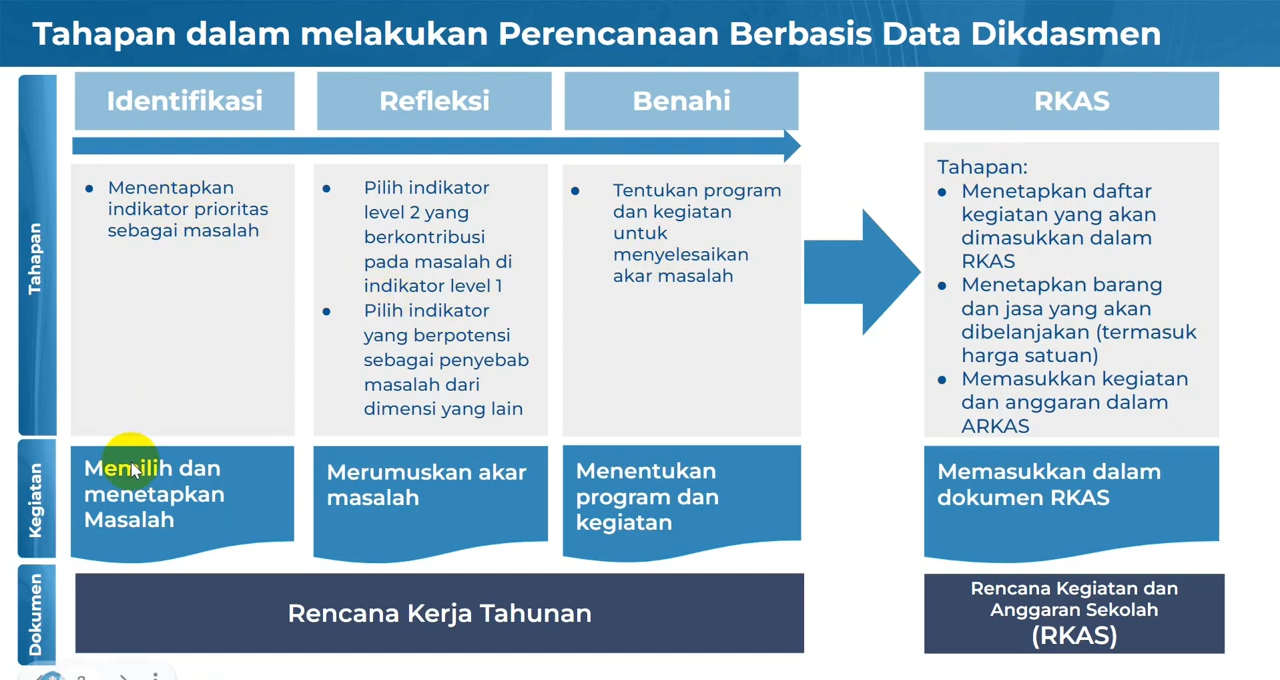 Tahapan dalam melakukan Perencanaan Berbasis Data Dikdasmen
Identifikasi
Refleksi
Benahi
RKAS
Tahapan
• Menentapkan
indikator prioritas
sebagai masalah
• Pilih indikator
level 2 yang
berkontribusi
pada masalah di
indikator level 1
• Pilih indikator
yang berpotensi
sebagai penyebab
masalah dari
dimensi yang lain
• Tentukan program
dan kegiatan
untuk
menyelesaikan
akar masalah
Tahapan:
• Menetapkan daftar
kegiatan yang akan
dimasukkan dalam
RKAS
• Menetapkan barang
dan jasa yang akan
dibelanjakan (termasuk
harga satuan)
• Memasukkan kegiatan
dan anggaran dalam
ARKAS
Kegiatan
Memilih dan
menetapkan
Masalah
Merumuskan akar
masalah
Menentukan
program dan
kegiatan
Memasukkan dalam
dokumen RKAS
Dokumen
Rencana Kerja Tahunan
Rencana Kegiatan dan
Anggaran Sekolah
(RKAS)